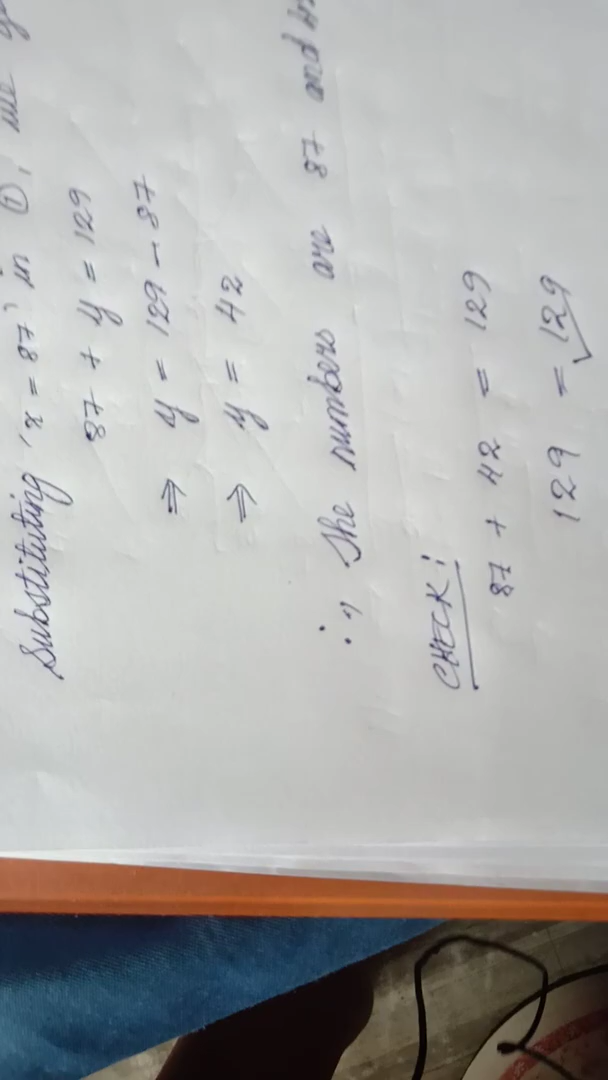 Substituting 'x = 87' in ①, we
87 + y = 129
⇒ y = 129 - 87
⇒ y = 42
∴ The numbers are 87 and
CHECK:
87 + 42 = 129
129 = 129 ✓